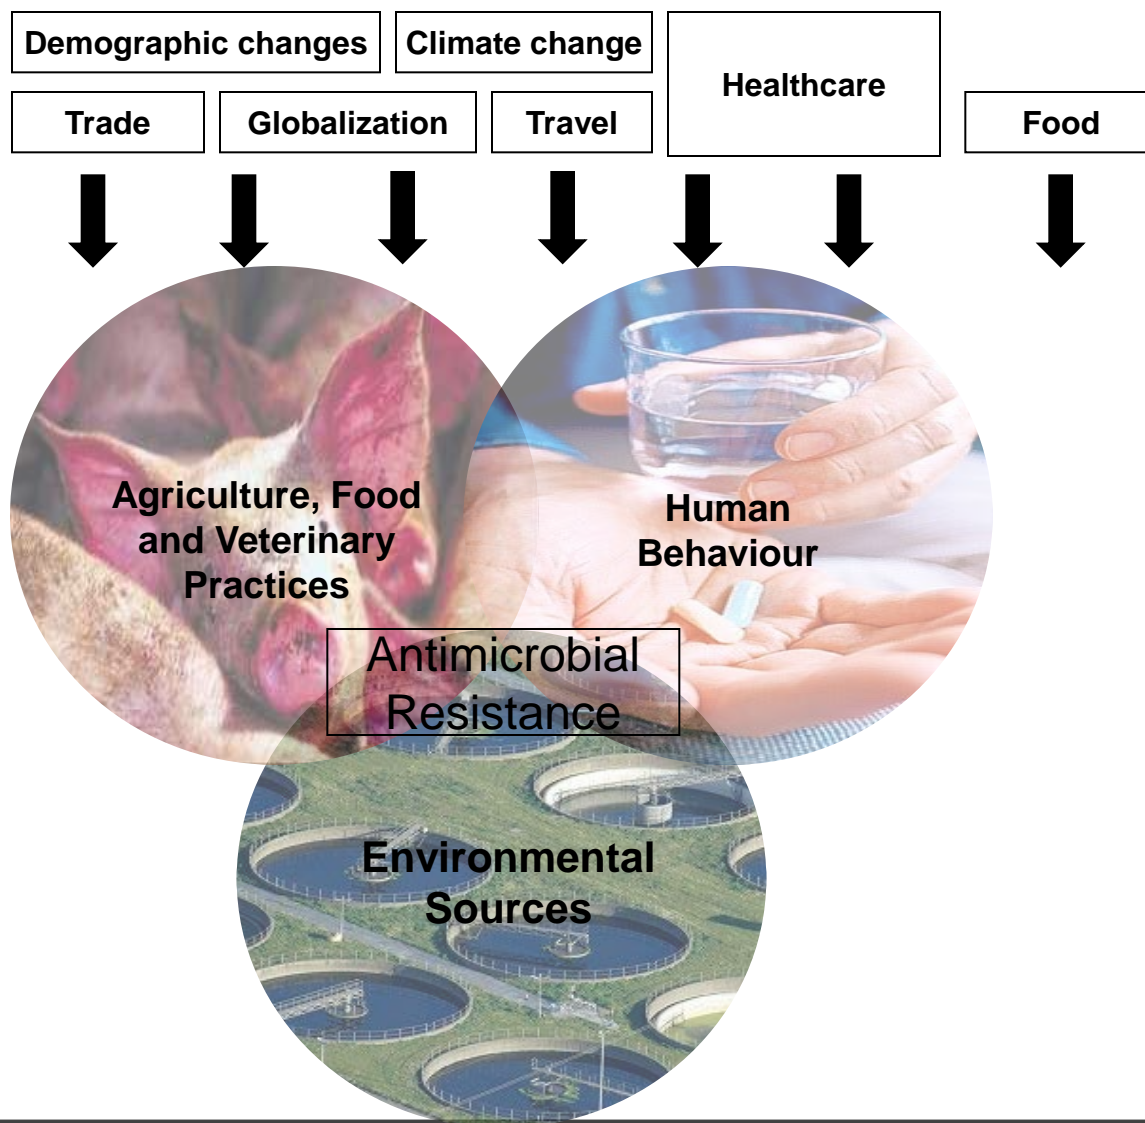 Demographic changes
Climate change
Healthcare
Trade
Globalization
Travel
Food
Agriculture, Food
and Veterinary
Practices
Human
Behaviour
Antimicrobial
Resistance
Environmental
Sources